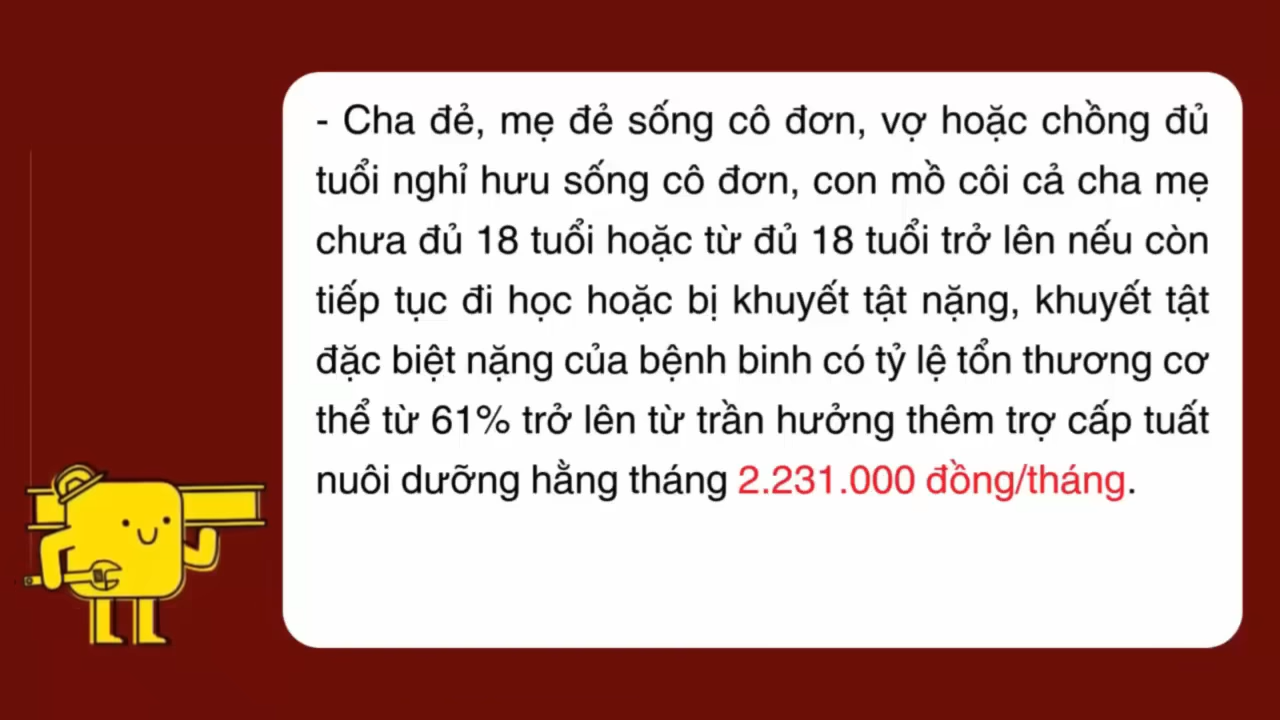 - Cha đẻ, mẹ đẻ sống cô đơn, vợ hoặc chồng đủ
tuổi nghỉ hưu sống cô đơn, con mồ côi cả cha mẹ
chưa đủ 18 tuổi hoặc từ đủ 18 tuổi trở lên nếu còn
tiếp tục đi học hoặc bị khuyết tật nặng, khuyết tật
đặc biệt nặng của bệnh binh có tỷ lệ tổn thương cơ
thể từ 61% trở lên từ trần hưởng thêm trợ cấp tuất
nuôi dưỡng hằng tháng 2.231.000 đồng/tháng.